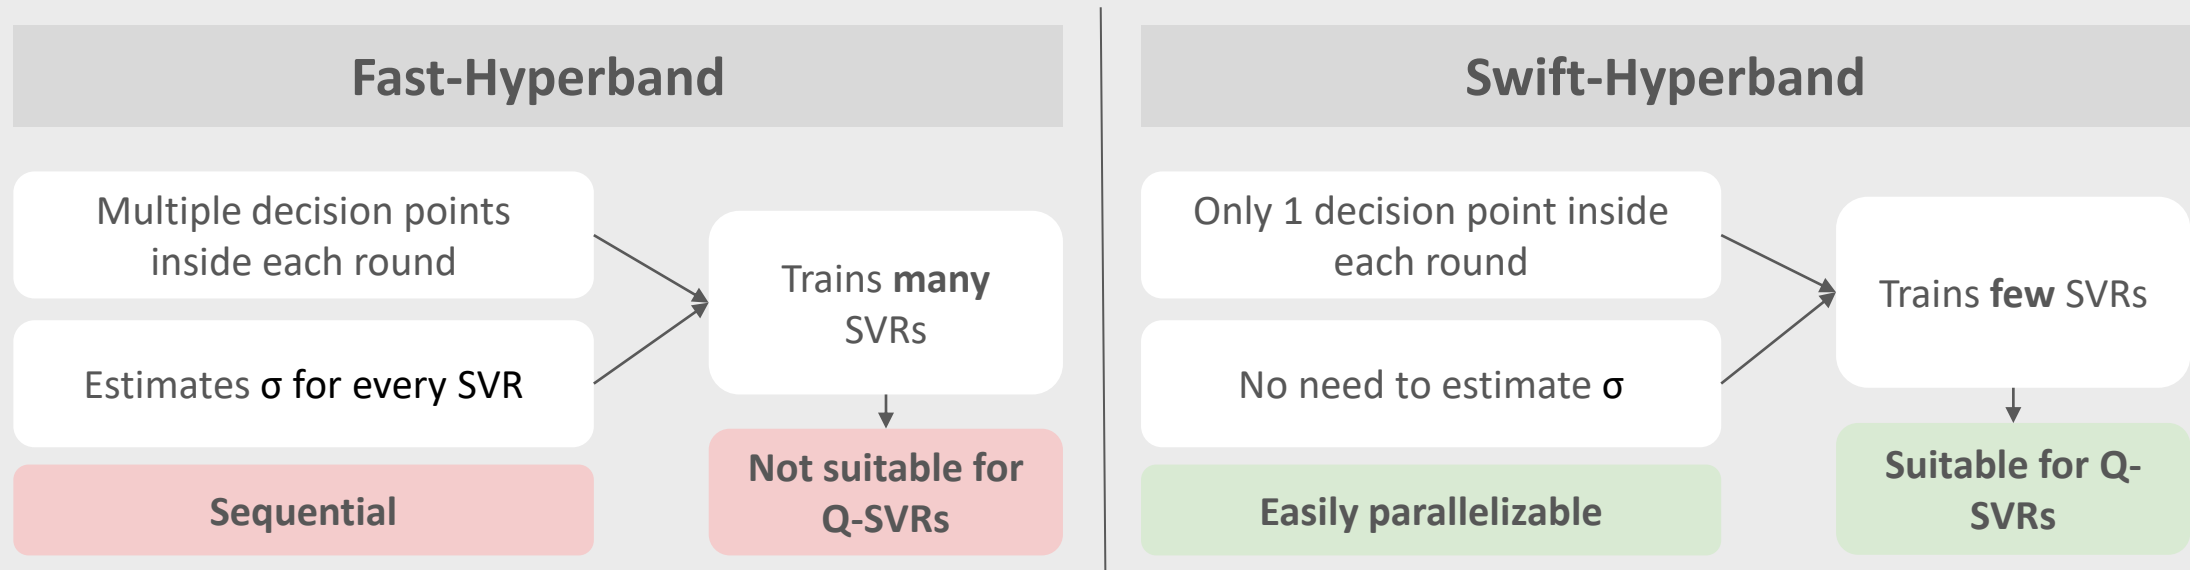 Fast-Hyperband
Multiple decision points
inside each round
Estimates σ for every SVR
Sequential
Trains many
SVRs
Not suitable for
Q-SVRs
Swift-Hyperband
Only 1 decision point inside
each round
No need to estimate σ
Easily parallelizable
Trains few SVRs
Suitable for Q-
SVRs